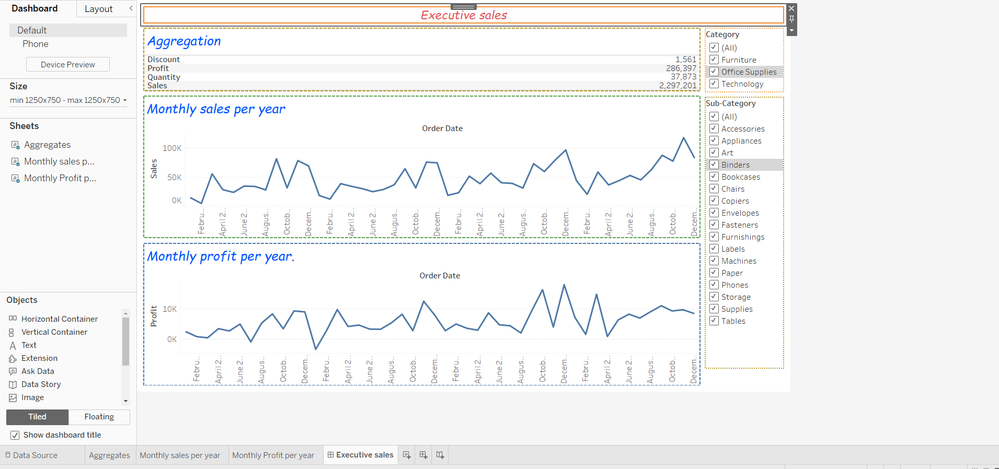 Dashboard
Layout
Default
Phone
Device Preview
Size
min 1250x750 - max 1250x750
Sheets
Aggregates
Monthly sales p...
Monthly Profit p...
Objects
Horizontal Container
Vertical Container
Text
Extension
Ask Data
Data Story
Image
Tiled
Floating
Show dashboard title
Executive sales
Aggregation
Discount 1,561
Profit 286,397
Quantity 37,873
Sales 2,297,201
Monthly sales per year
Order Date
Sales
100K
50K
0K
Febru..
April 2..
June 2..
Augus..
Octob..
Decem..
Febru..
April 2..
June 2..
Augus..
Octob..
Decem..
Febru..
April 2..
June 2..
Augus..
Octob..
Decem..
Febru..
April 2..
June 2..
Augus..
Octob..
Decem..
Monthly profit per year.
Order Date
Profit
10K
0K
Febru..
April 2..
June 2..
Augus..
Octob..
Decem..
Febru..
April 2..
June 2..
Augus..
Octob..
Decem..
Febru..
April 2..
June 2..
Augus..
Octob..
Decem..
Febru..
April 2..
June 2..
Augus..
Octob..
Decem..
Category
(All)
Furniture
Office Supplies
Technology
Sub-Category
(All)
Accessories
Appliances
Art
Binders
Bookcases
Chairs
Copiers
Envelopes
Fasteners
Furnishings
Labels
Machines
Paper
Phones
Storage
Supplies
Tables
Data Source
Aggregates
Monthly sales per year
Monthly Profit per year
Executive sales